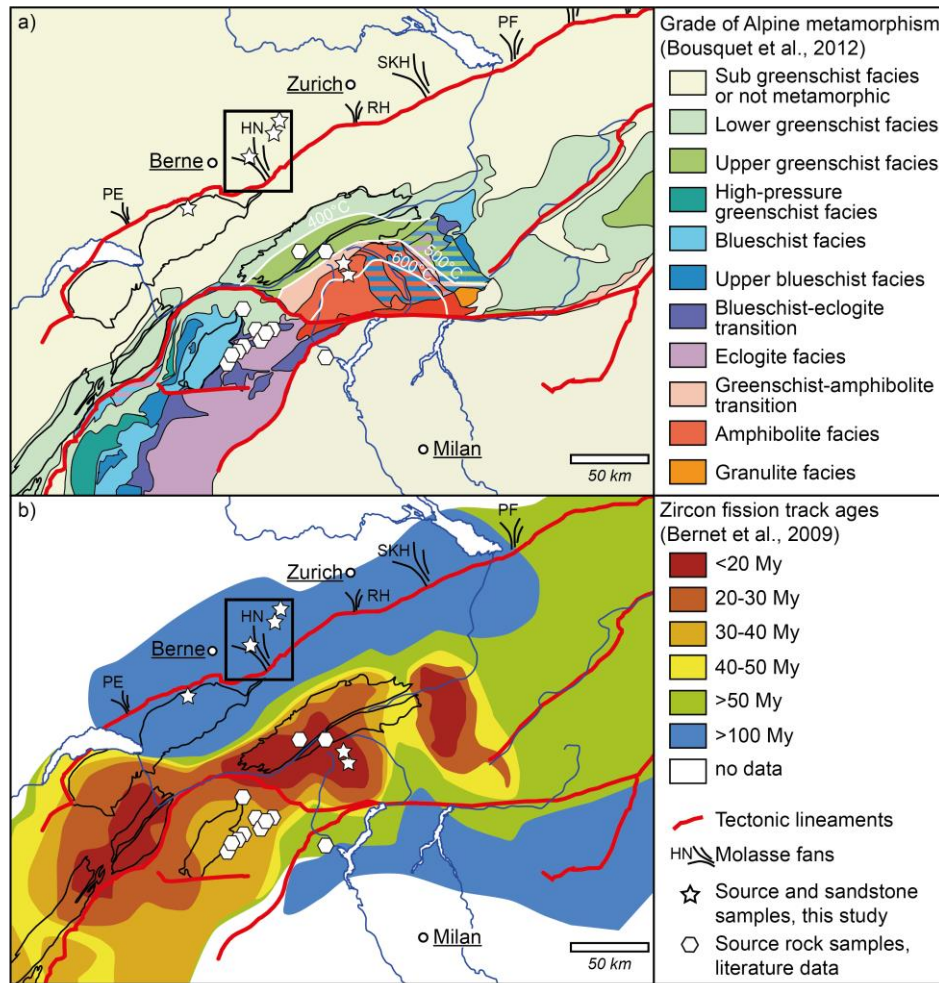 a)
PF
SKH
Zurich
RH
HN
Berne
PE
400°C
500°C
600°C
Milan
50 km
Grade of Alpine metamorphism
(Bousquet et al., 2012)
Sub greenschist facies
or not metamorphic
Lower greenschist facies
Upper greenschist facies
High-pressure
greenschist facies
Blueschist facies
Upper blueschist facies
Blueschist-eclogite
transition
Eclogite facies
Greenschist-amphibolite
transition
Amphibolite facies
Granulite facies
b)
PF
SKH
Zurich
RH
HN
Berne
PE
Milan
50 km
Zircon fission track ages
(Bernet et al., 2009)
<20 My
20-30 My
30-40 My
40-50 My
>50 My
>100 My
no data
Tectonic lineaments
HN Molasse fans
Source and sandstone
samples, this study
Source rock samples,
literature data